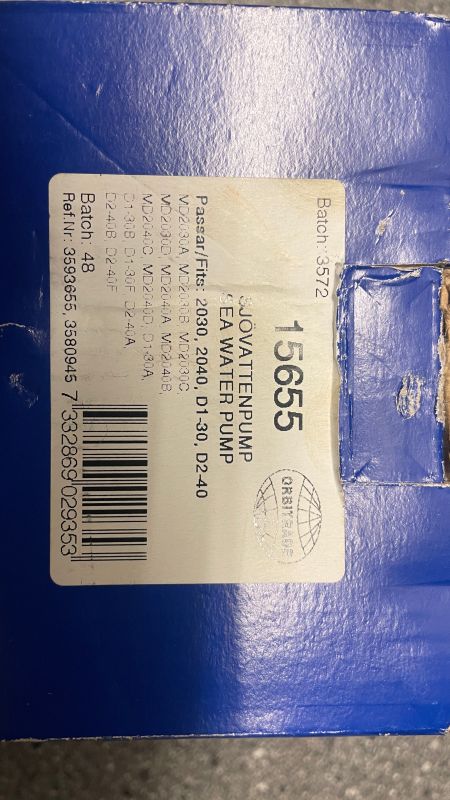 Batch: 3572
15655
ORBITRADE
SJÖVATTENPUMP
SEA WATER PUMP
Passar/Fits: 2030, 2040, D1-30, D2-40
MD2030A, MD2030B, MD2030C,
MD2030D, MD2040A, MD2040B,
MD2040C, MD2040D, D1-30A,
D1-30B, D1-30F, D2-40A,
D2-40B, D2-40F
Batch: 48
Ref.Nr: 3593655, 3580945
7 332869 029353